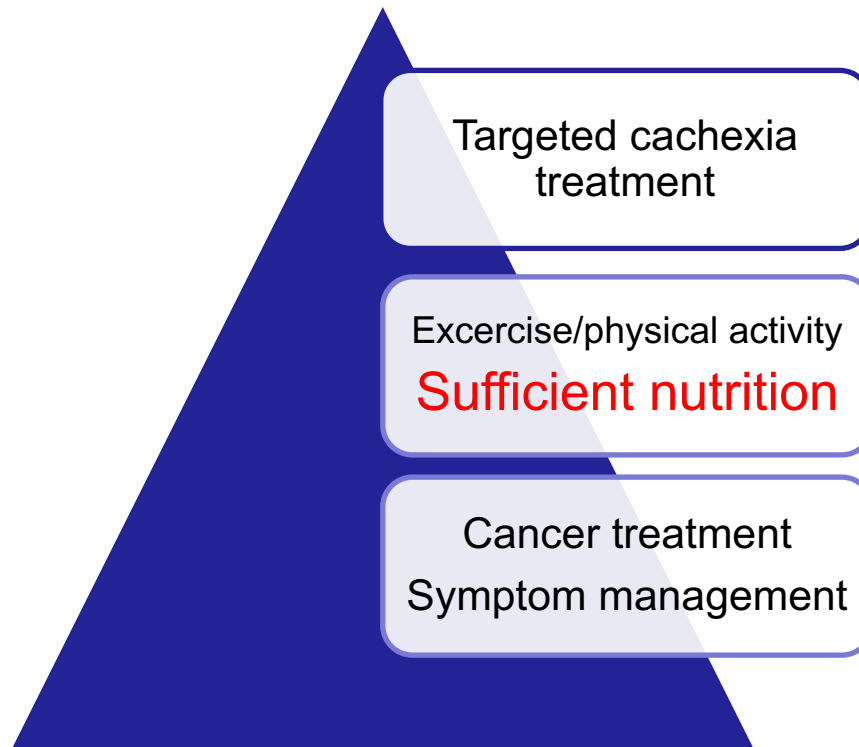 Targeted cachexia
treatment
Excercise/physical activity
Sufficient nutrition
Cancer treatment
Symptom management